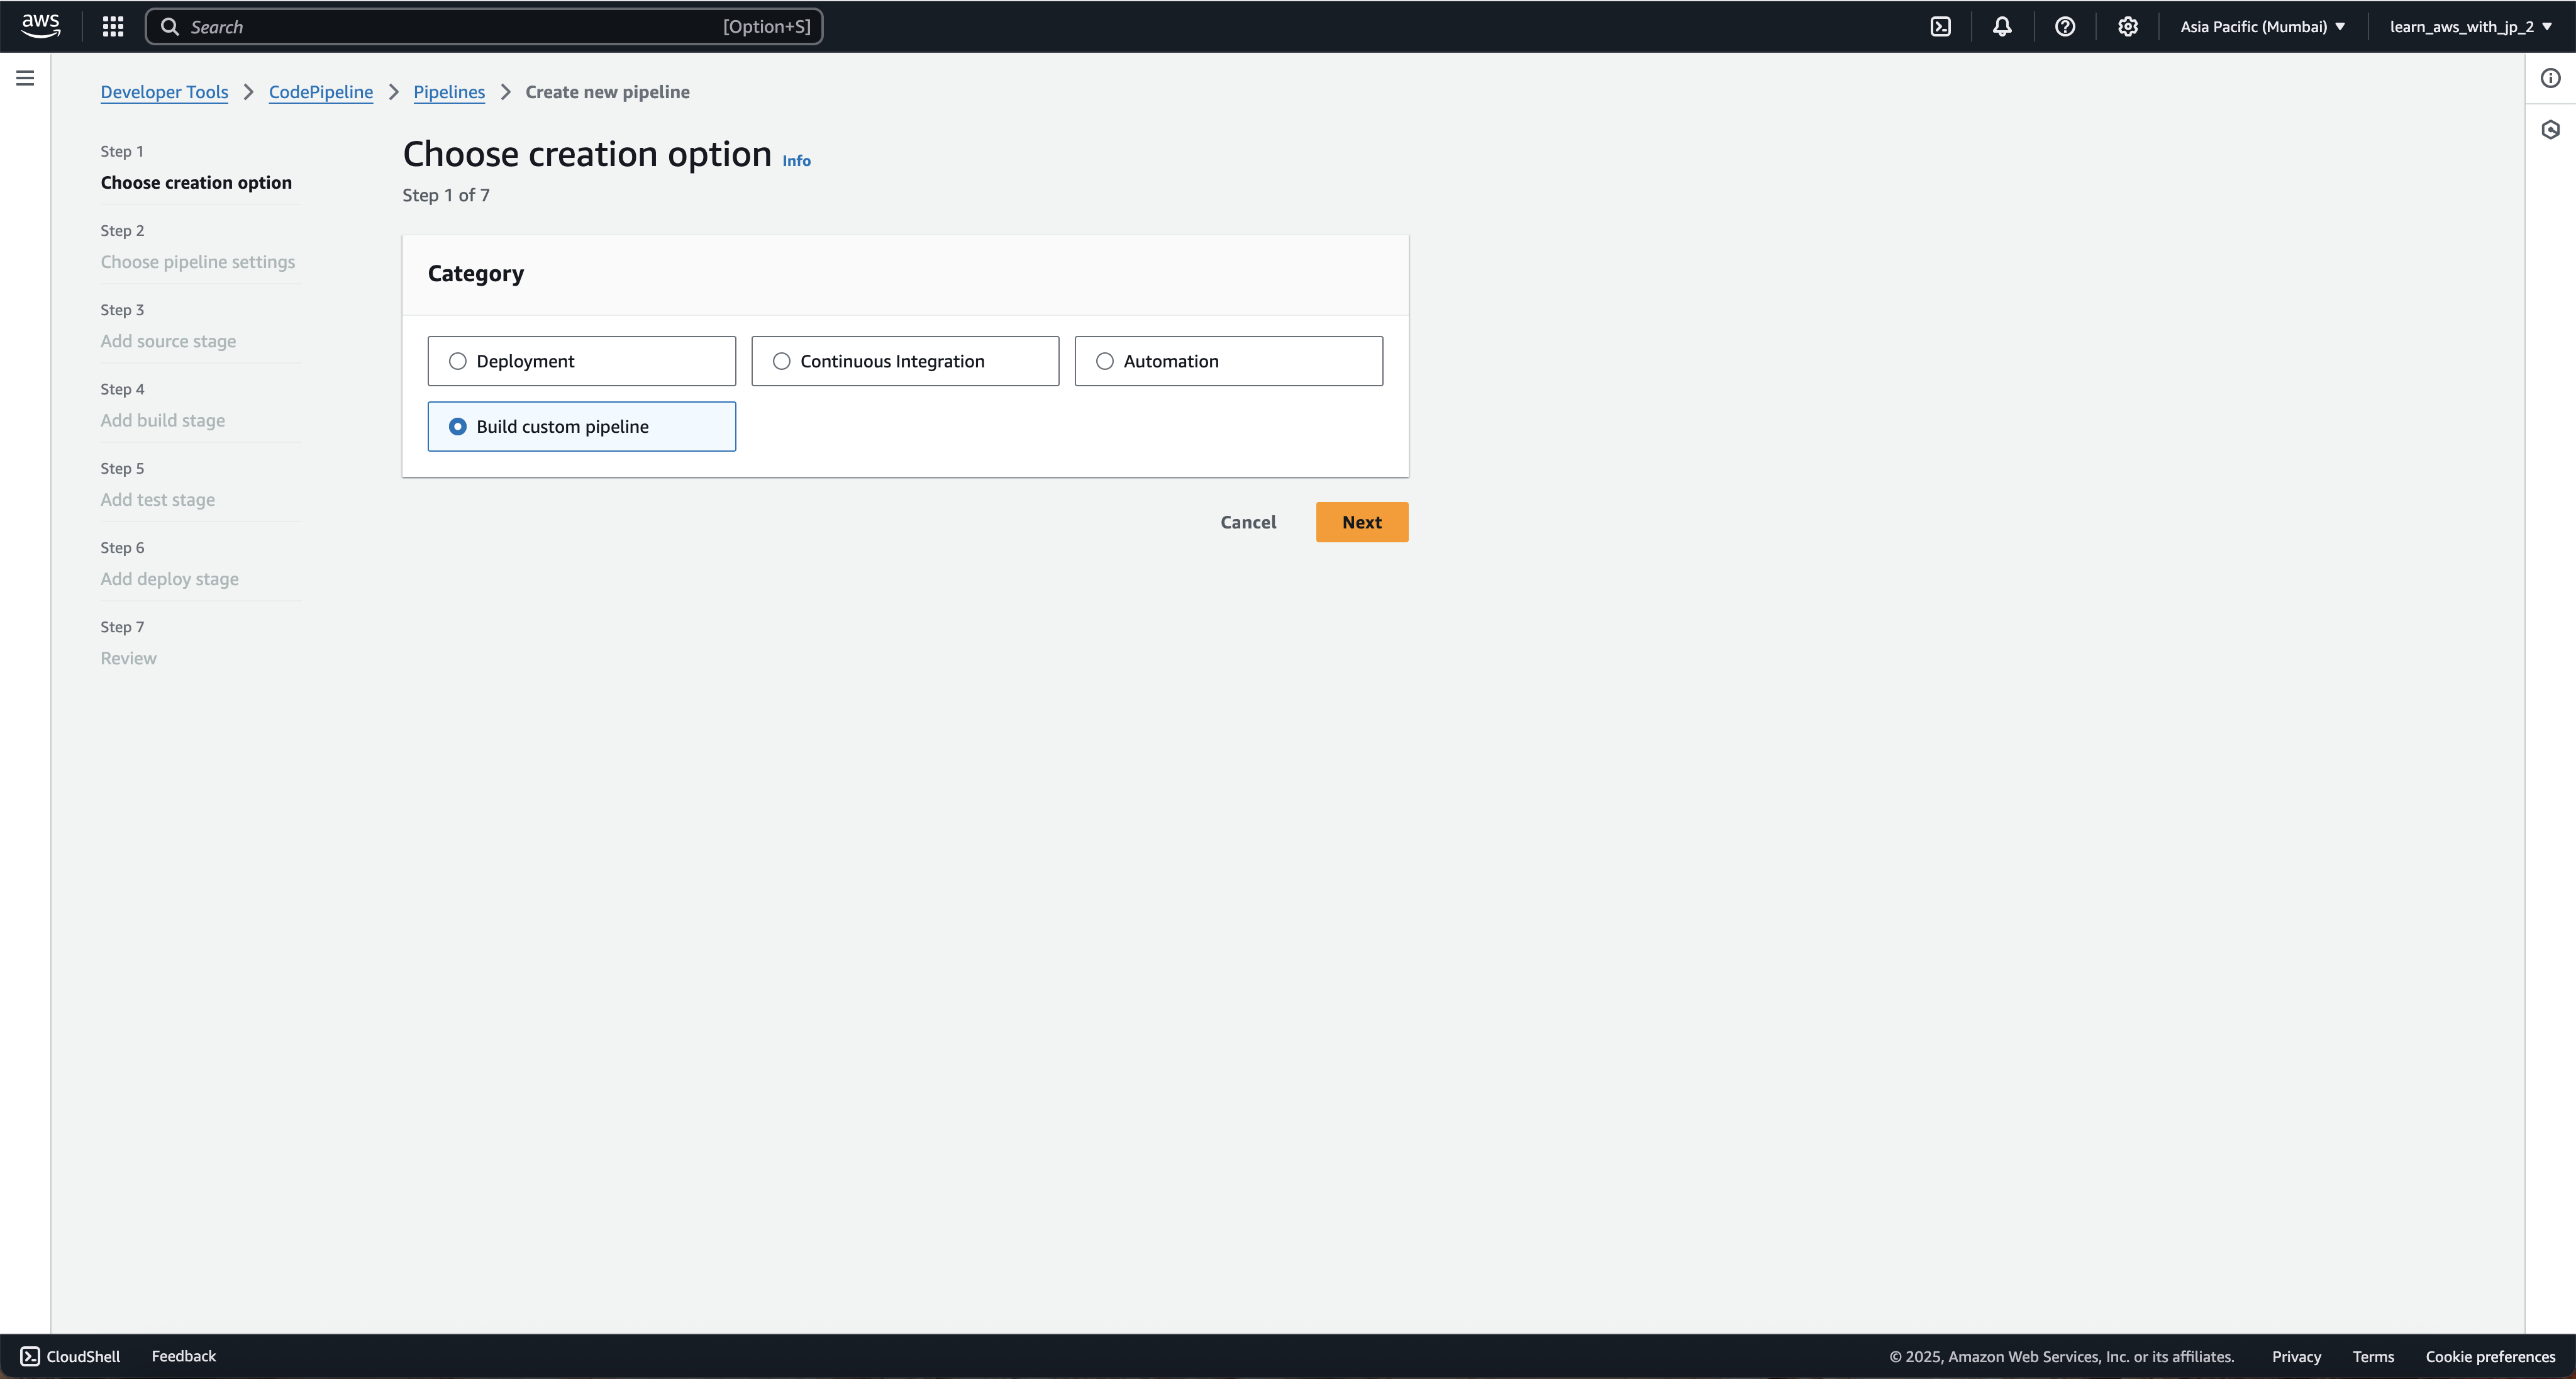 aws
Search [Option+S]
Asia Pacific (Mumbai) learn_aws_with_jp_2
Developer Tools CodePipeline Pipelines Create new pipeline
Step 1
Choose creation option
Step 2
Choose pipeline settings
Step 3
Add source stage
Step 4
Add build stage
Step 5
Add test stage
Step 6
Add deploy stage
Step 7
Review
Choose creation option Info
Step 1 of 7
Category
Deployment Continuous Integration Automation
Build custom pipeline
Cancel Next
CloudShell Feedback
© 2025, Amazon Web Services, Inc. or its affiliates. Privacy Terms Cookie preferences